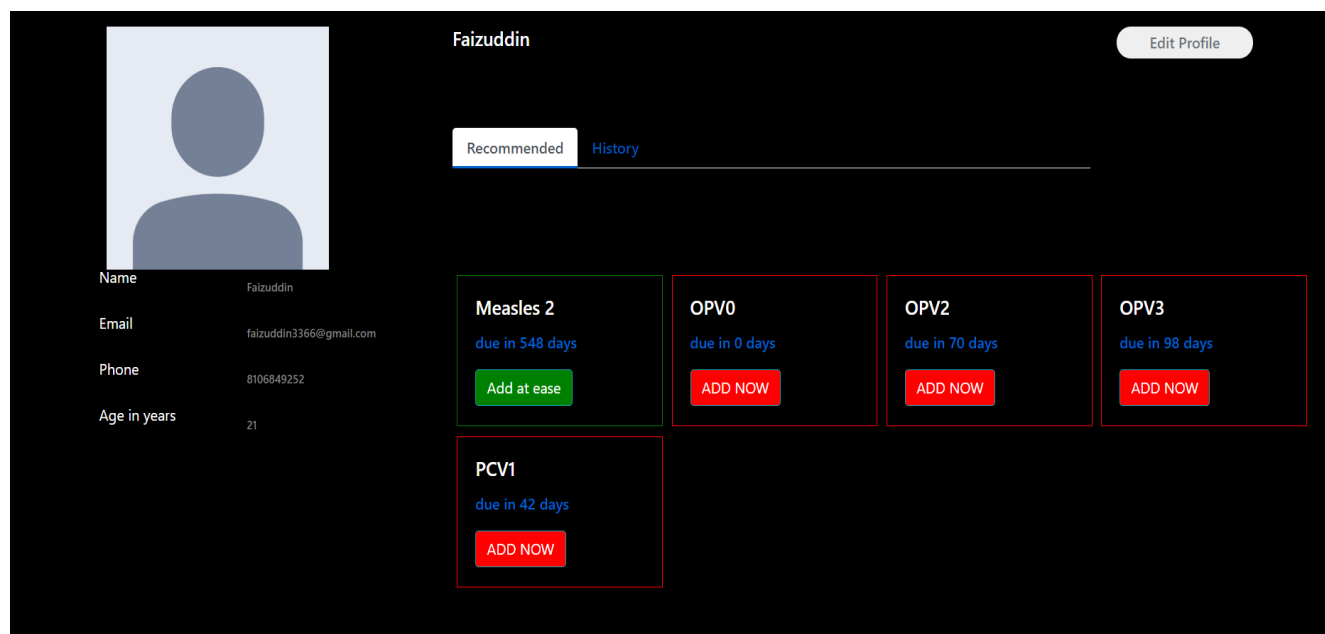 Faizuddin
Edit Profile
Recommended History
Name Faizuddin
Email faizuddin3366@gmail.com
Phone 8106849252
Age in years 21
Measles 2
due in 548 days
Add at ease
OPV0
due in 0 days
ADD NOW
OPV2
due in 70 days
ADD NOW
OPV3
due in 98 days
ADD NOW
PCV1
due in 42 days
ADD NOW